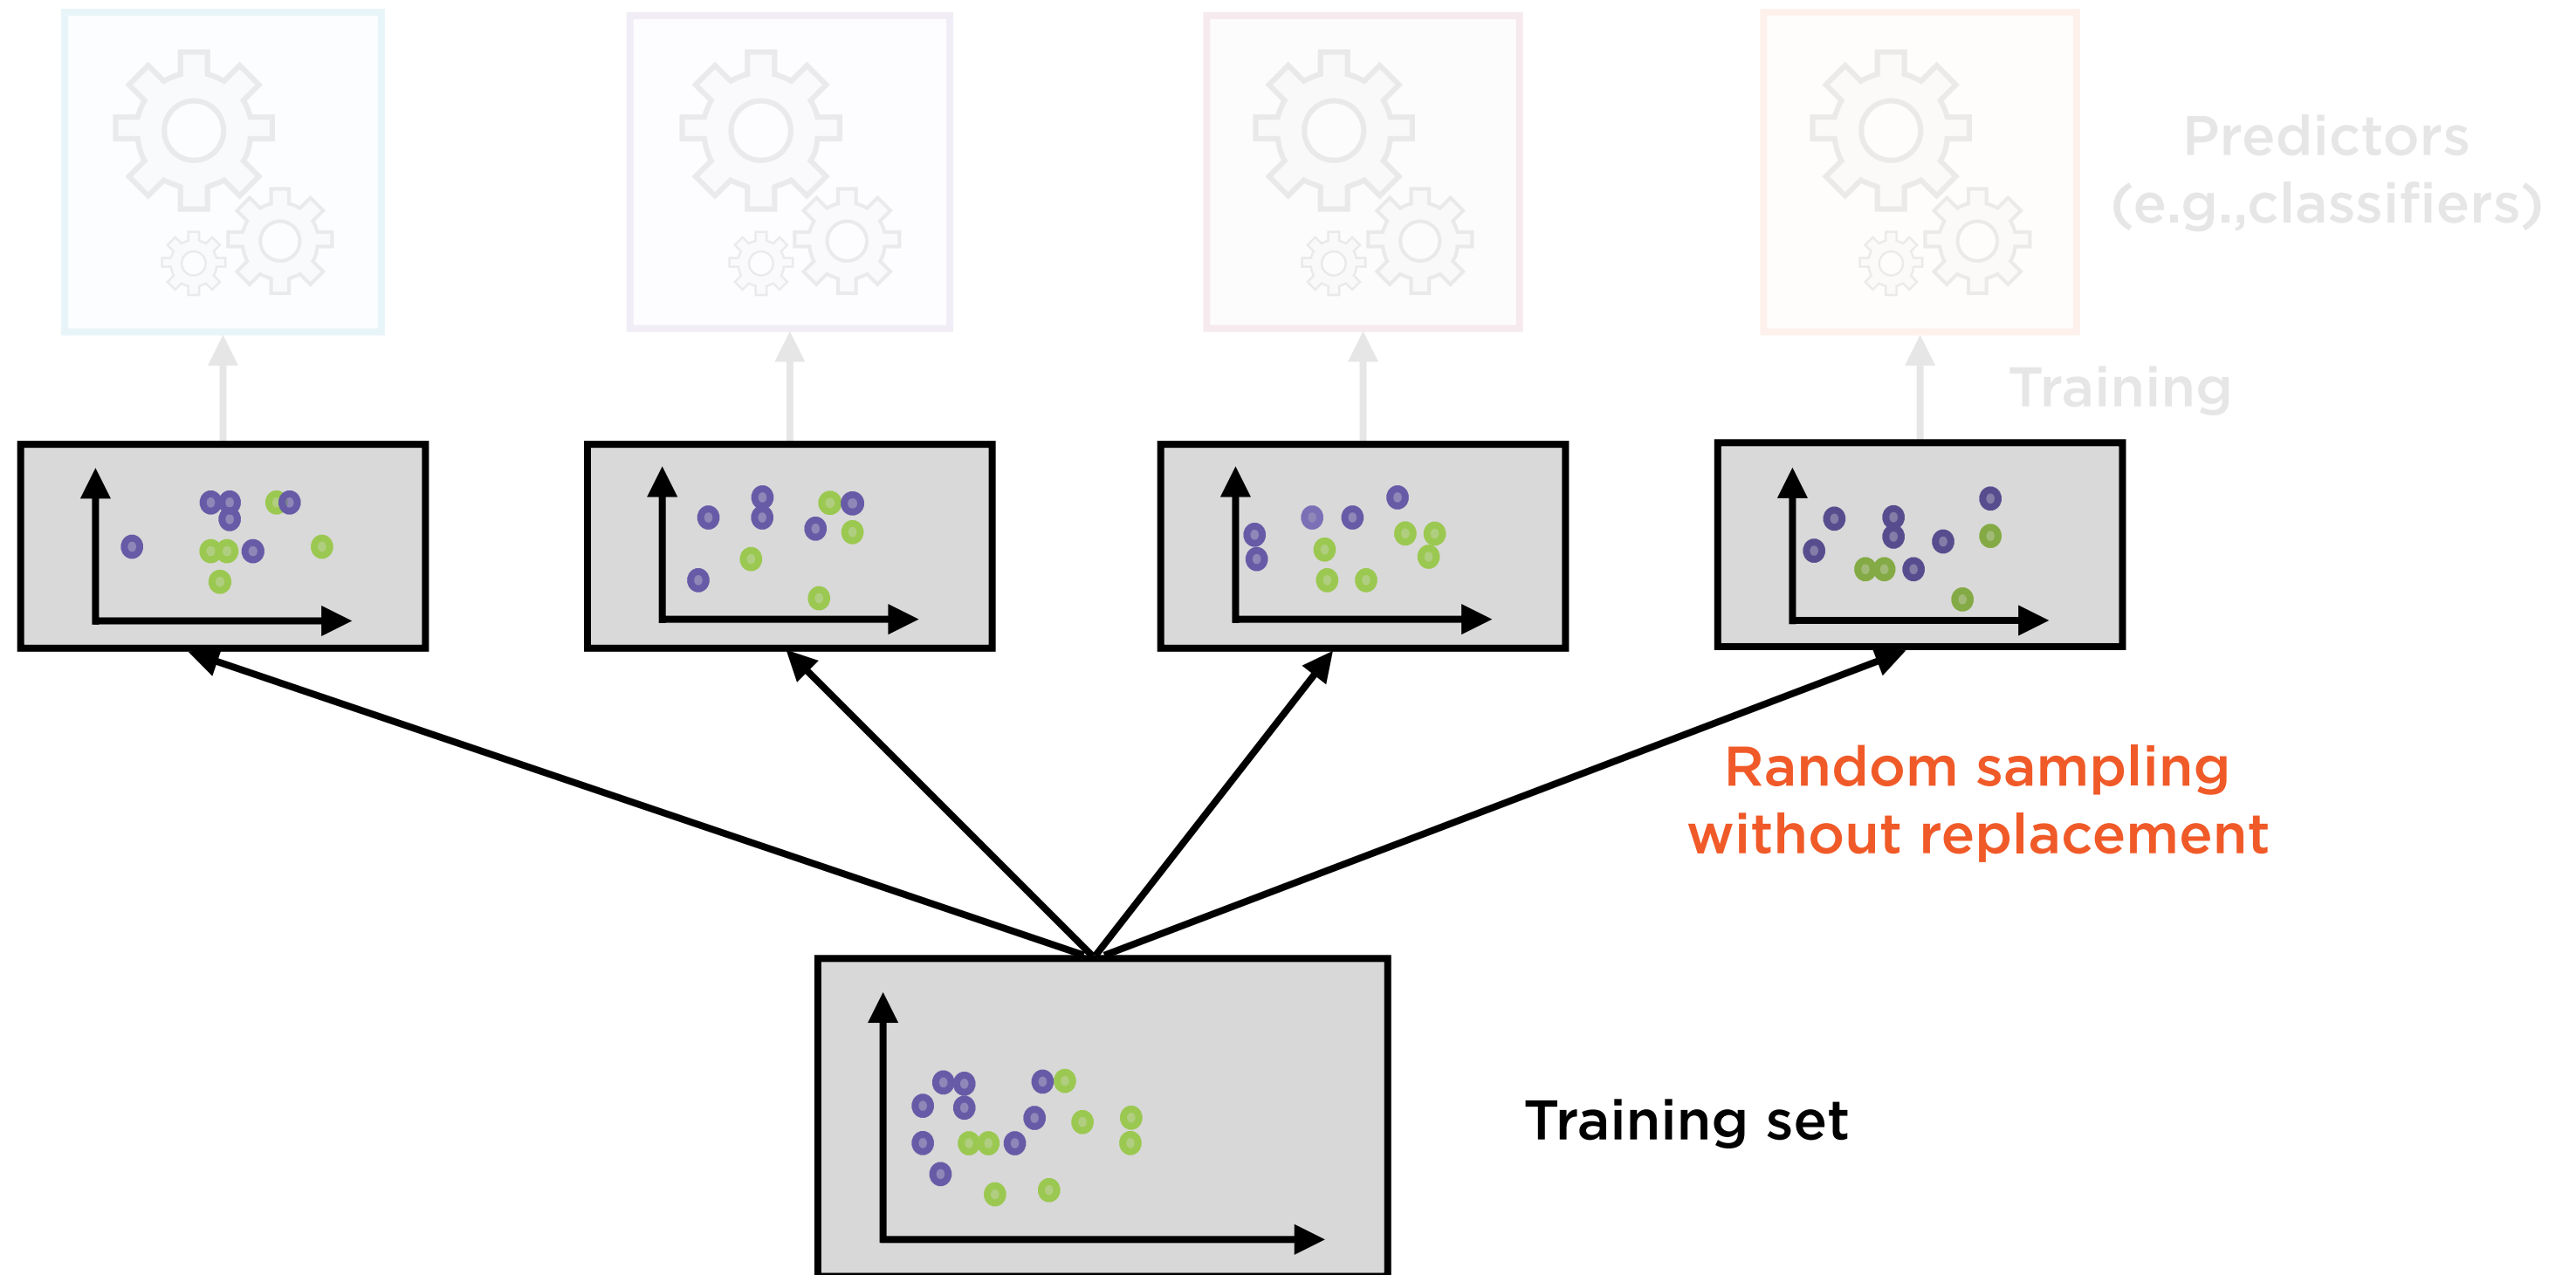 Predictors
(e.g.,classifiers)
Training
Random sampling
without replacement
Training set